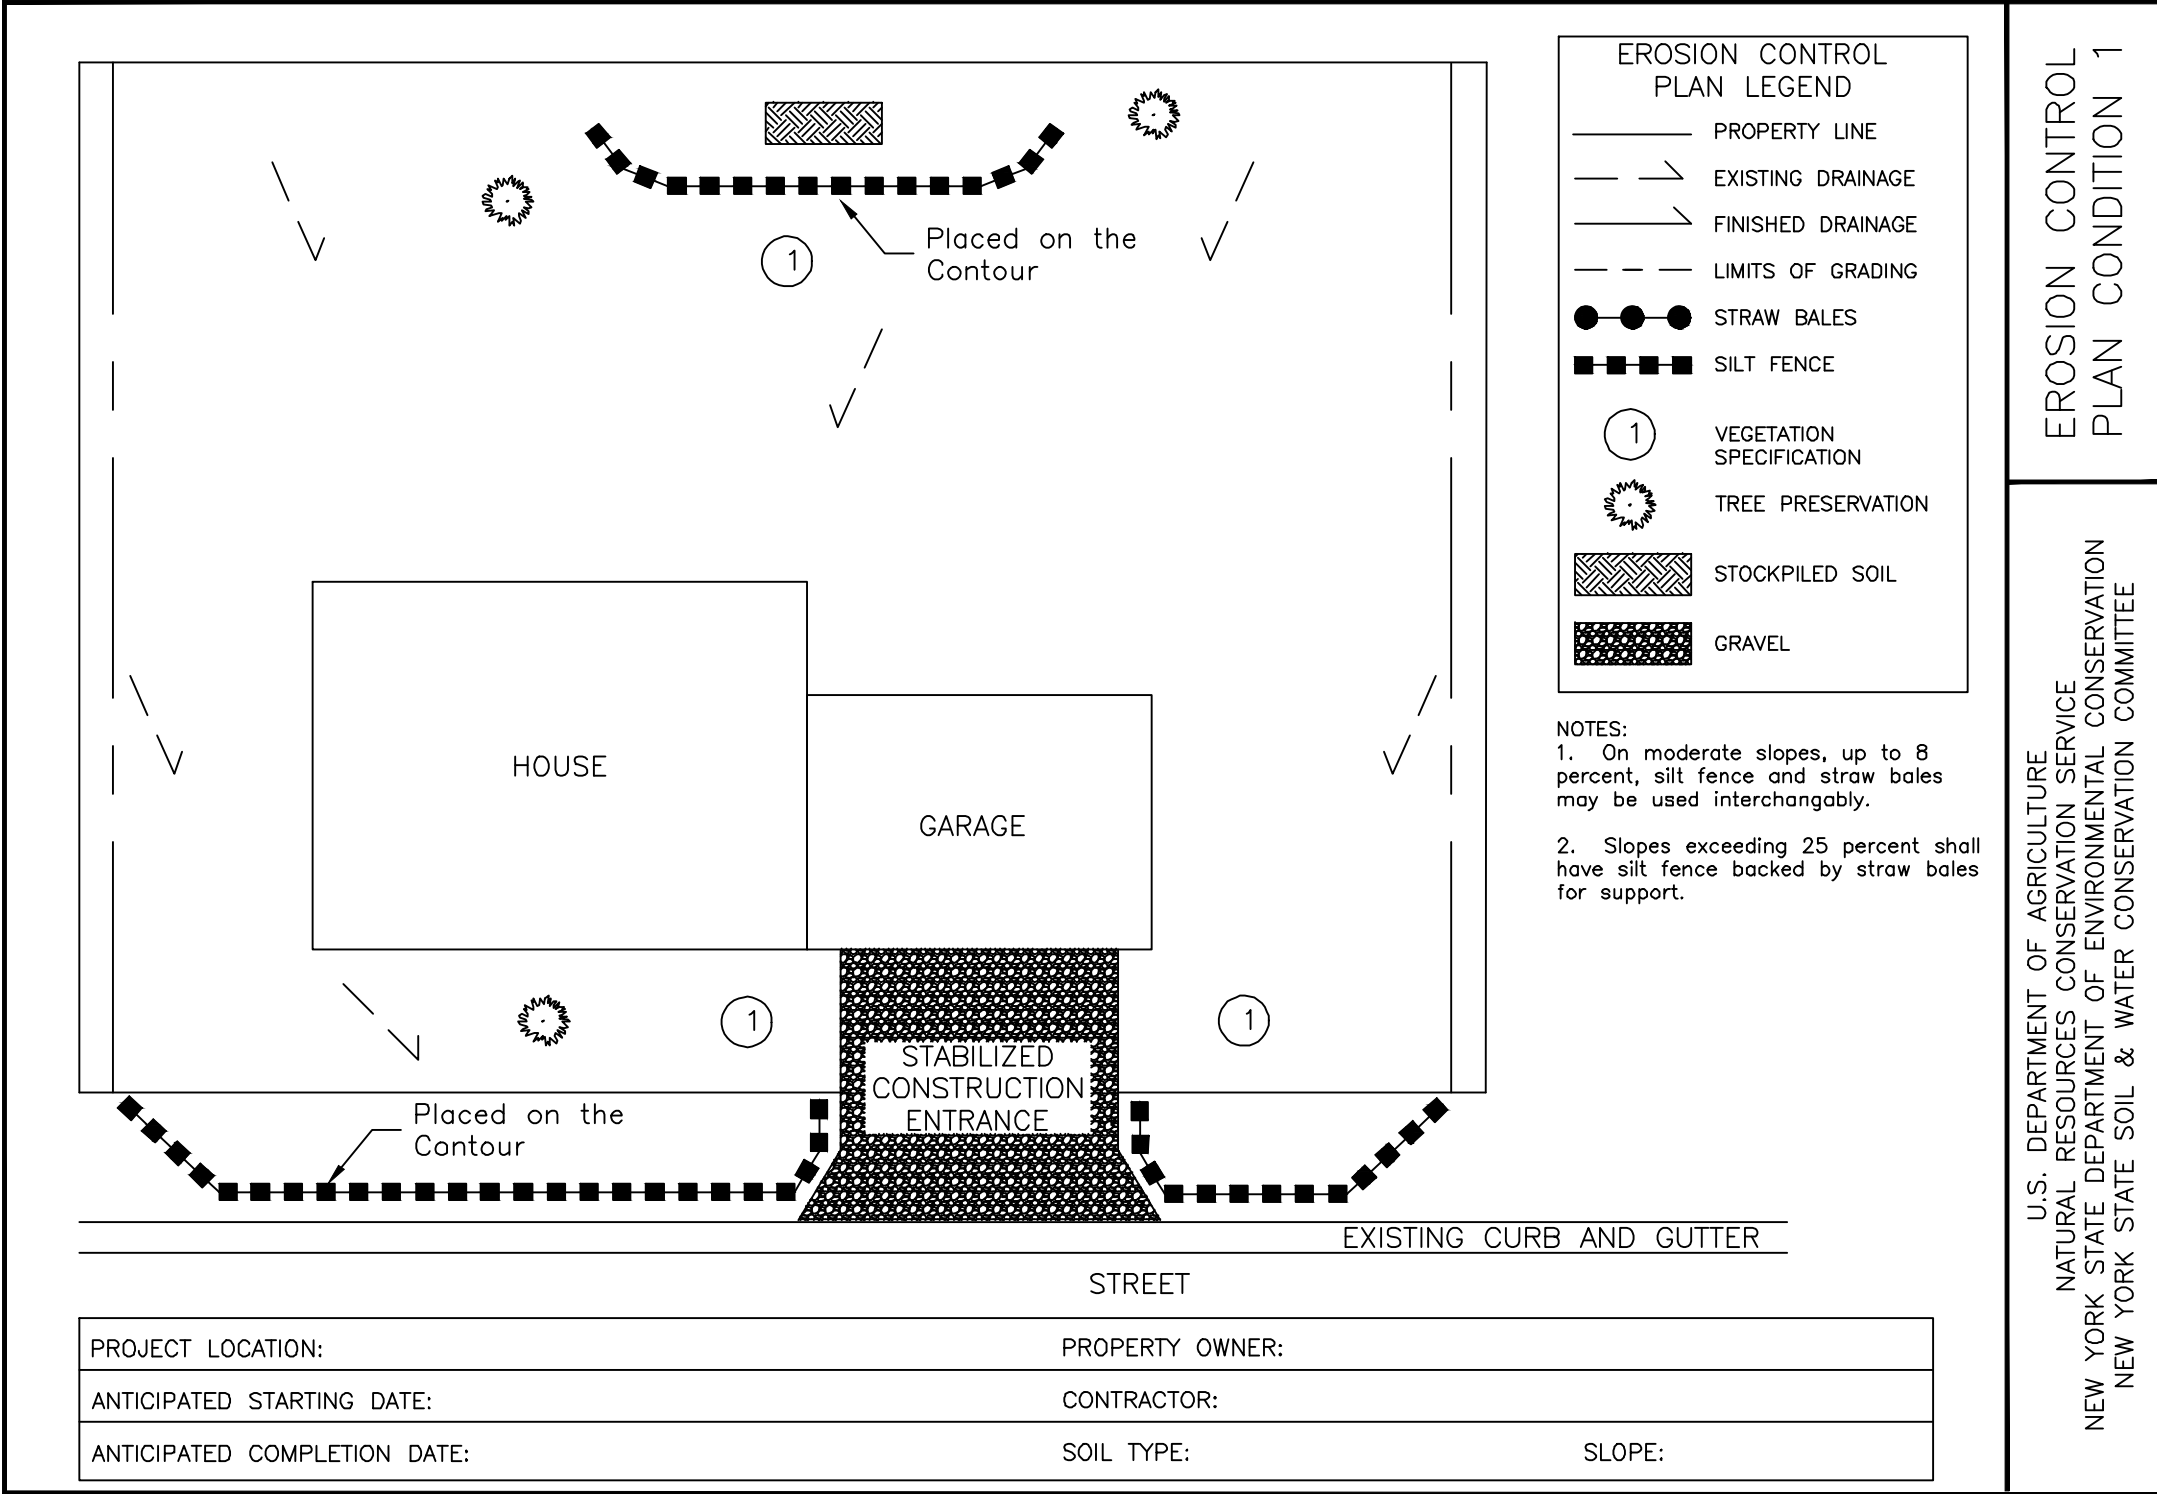 EROSION CONTROL
PLAN LEGEND
PROPERTY LINE
EXISTING DRAINAGE
FINISHED DRAINAGE
LIMITS OF GRADING
STRAW BALES
SILT FENCE
1
VEGETATION
SPECIFICATION
TREE PRESERVATION
STOCKPILED SOIL
GRAVEL
NOTES:
1. On moderate slopes, up to 8
percent, silt fence and straw bales
may be used interchangably.
2. Slopes exceeding 25 percent shall
have silt fence backed by straw bales
for support.
Placed on the
Contour
1
HOUSE
GARAGE
1
1
STABILIZED
CONSTRUCTION
ENTRANCE
Placed on the
Contour
EXISTING CURB AND GUTTER
STREET
PROJECT LOCATION:
PROPERTY OWNER:
ANTICIPATED STARTING DATE:
CONTRACTOR:
ANTICIPATED COMPLETION DATE:
SOIL TYPE:
SLOPE:
EROSION CONTROL
PLAN CONDITION 1
U.S. DEPARTMENT OF AGRICULTURE
NATURAL RESOURCES CONSERVATION SERVICE
NEW YORK STATE DEPARTMENT OF ENVIRONMENTAL CONSERVATION
NEW YORK STATE SOIL & WATER CONSERVATION COMMITTEE